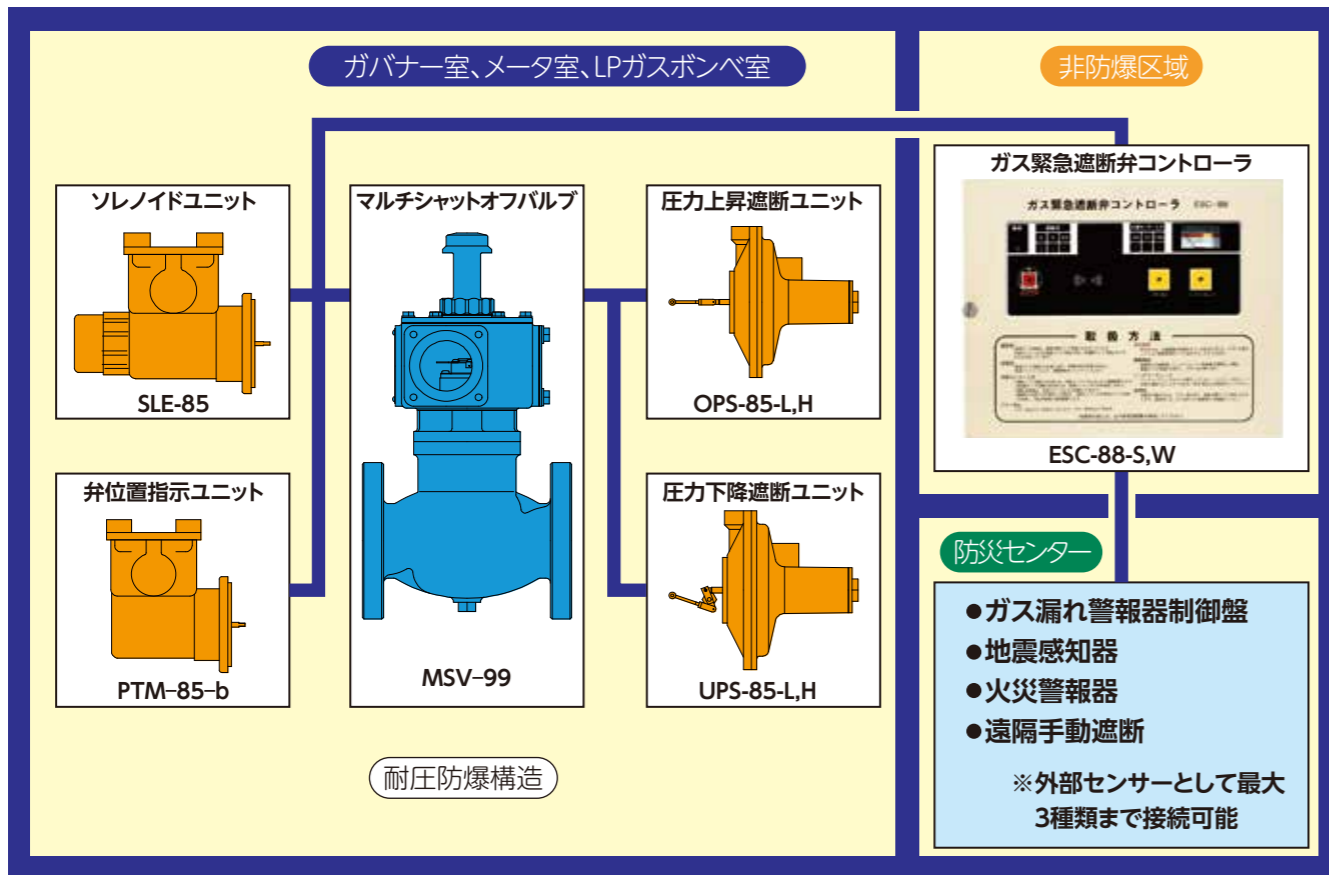 ガバナー室、メータ室、LPガスボンベ室
非防爆区域
ソレノイドユニット
SLE-85
マルチシャットオフバルブ
MSV-99
圧力上昇遮断ユニット
OPS-85-L,H
ガス緊急遮断弁コントローラ
ガス緊急遮断弁コントローラ ESC-88
取扱方法
ESC-88-S,W
弁位置指示ユニット
PTM-85-b
圧力下降遮断ユニット
UPS-85-L,H
耐圧防爆構造
防災センター
●ガス漏れ警報器制御盤
●地震感知器
●火災警報器
●遠隔手動遮断
※外部センサーとして最大
3種類まで接続可能